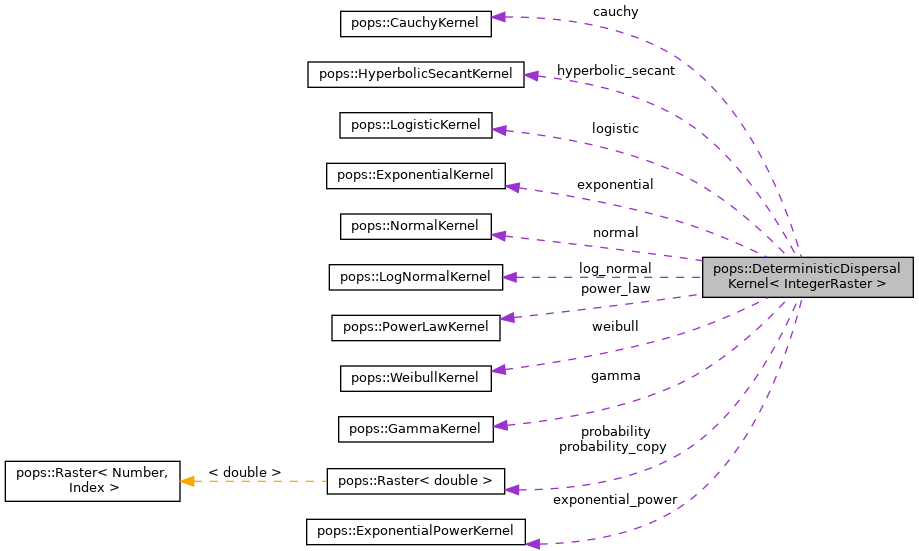 cauchy
pops::CauchyKernel
hyperbolic_secant
pops::HyperbolicSecantKernel
logistic
pops::LogisticKernel
exponential
pops::ExponentialKernel
normal
pops::NormalKernel
pops::DeterministicDispersal
Kernel< IntegerRaster >
log_normal
pops::LogNormalKernel
power_law
pops::PowerLawKernel
weibull
pops::WeibullKernel
gamma
pops::GammaKernel
probability
probability_copy
pops::Raster< Number,
Index >
< double >
pops::Raster< double >
exponential_power
pops::ExponentialPowerKernel